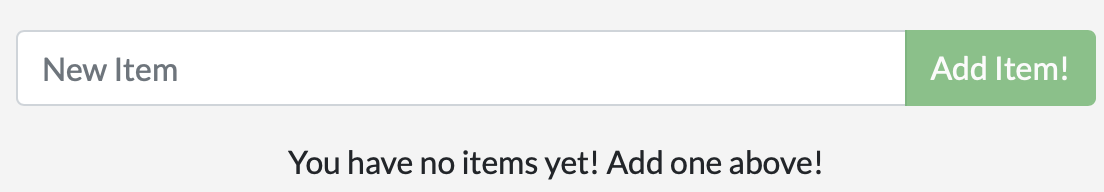 New Item
Add Item!
You have no items yet! Add one above!